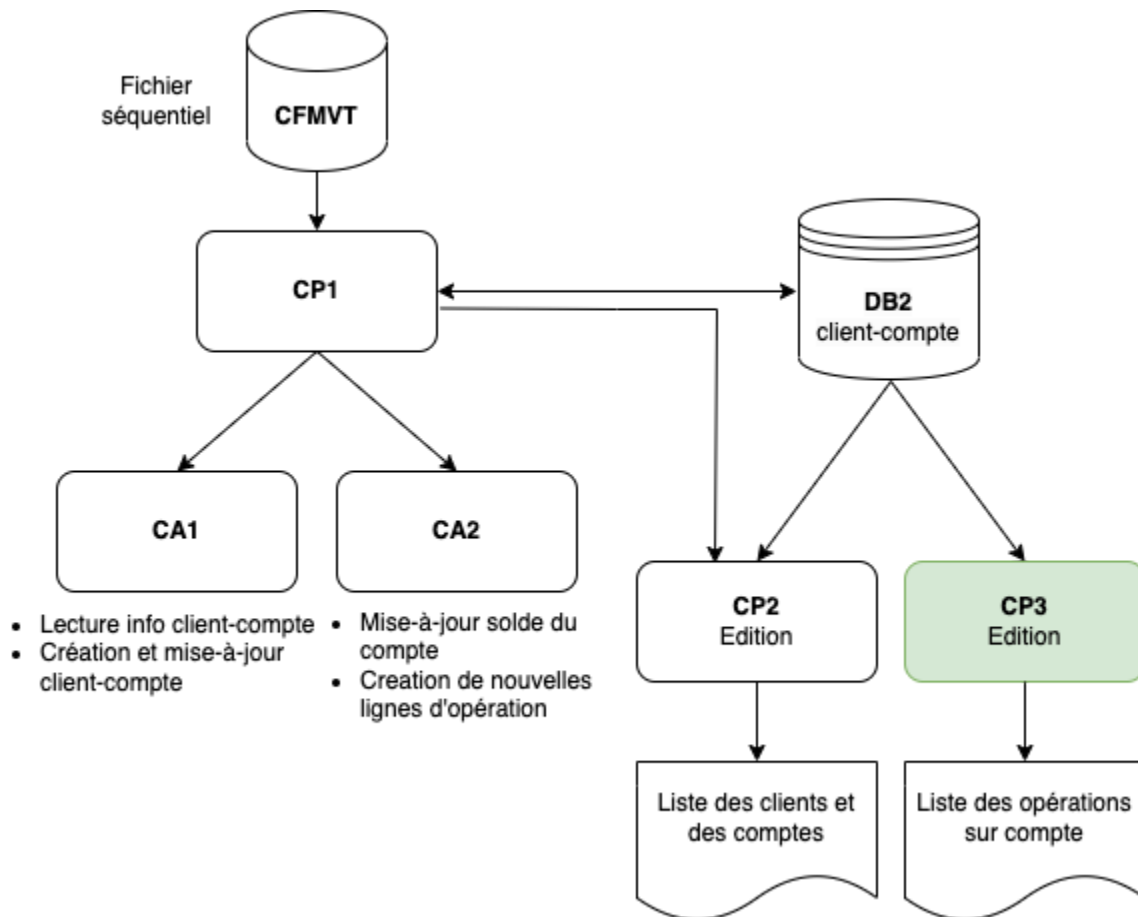 Fichier
séquentiel
CFMVT
CP1
DB2
client-compte
CA1
CA2
• Lecture info client-compte
• Création et mise-à-jour
client-compte
• Mise-à-jour solde du
compte
• Creation de nouvelles
lignes d'opération
CP2
Edition
CP3
Edition
Liste des clients et
des comptes
Liste des opérations
sur compte